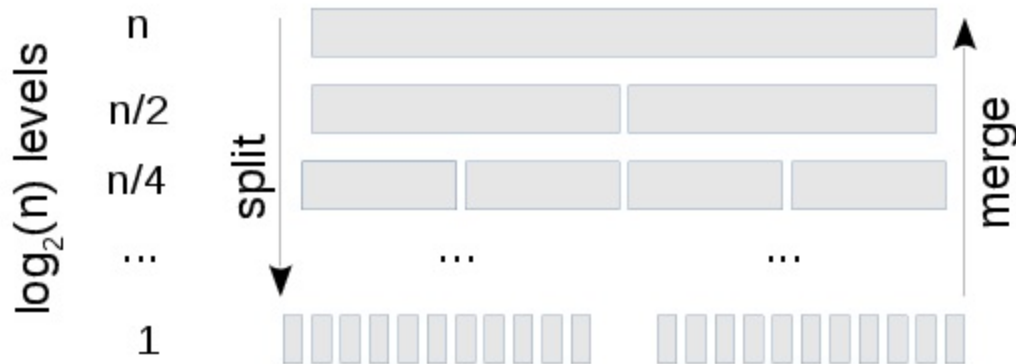 log₂(n) levels
n
n/2
n/4
...
1
split
... ...
merge